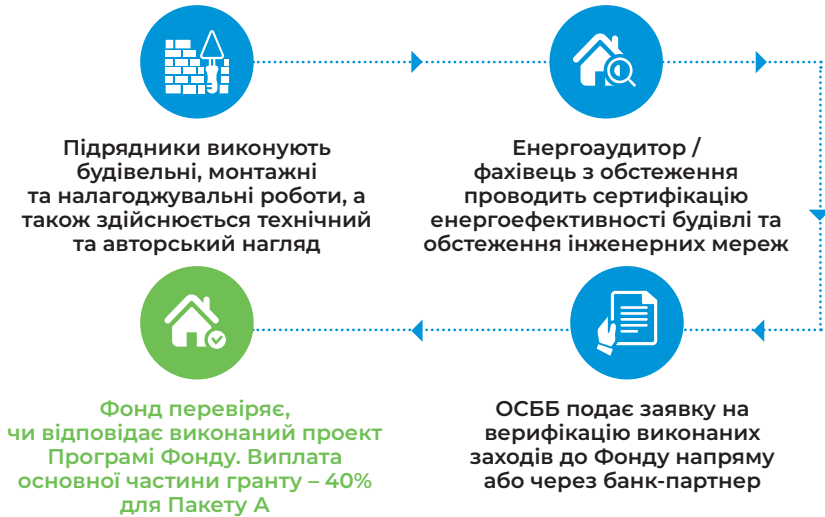 Підрядники виконують
будівельні, монтажні
та налагоджувальні роботи, а
також здійснюється технічний
та авторський нагляд
Енергоаудитор /
фахівець з обстеження
проводить сертифікацію
енергоефективності будівлі та
обстеження інженерних мереж
ОСББ подає заявку на
верифікацію виконаних
заходів до Фонду напряму
або через банк-партнер
Фонд перевіряє,
чи відповідає виконаний проект
Програмі Фонду. Виплата
основної частини гранту – 40%
для Пакету А